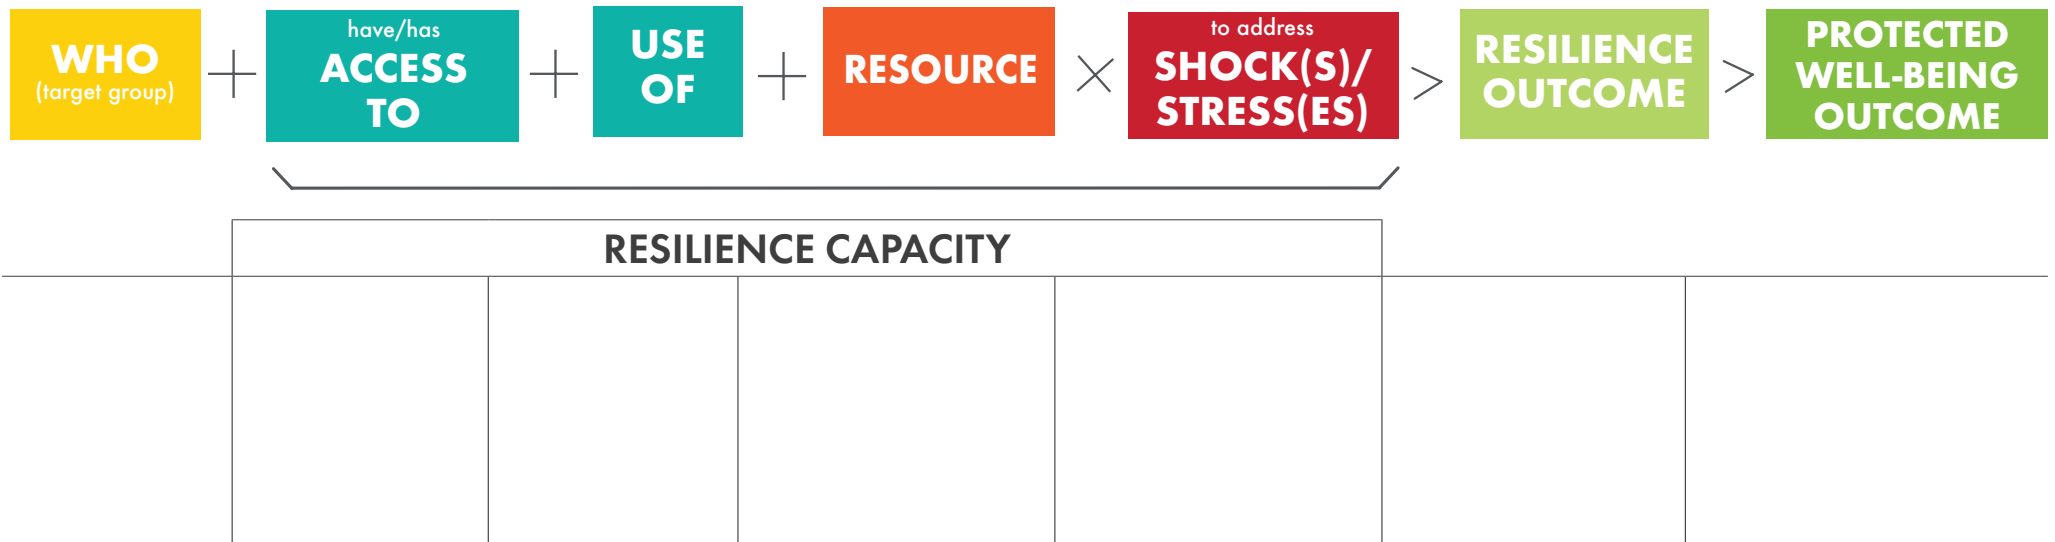 WHO
(target group)
have/has
ACCESS
TO
USE
OF
RESOURCE
to address
SHOCK(S)/
STRESS(ES)
RESILIENCE
OUTCOME
PROTECTED
WELL-BEING
OUTCOME
RESILIENCE CAPACITY